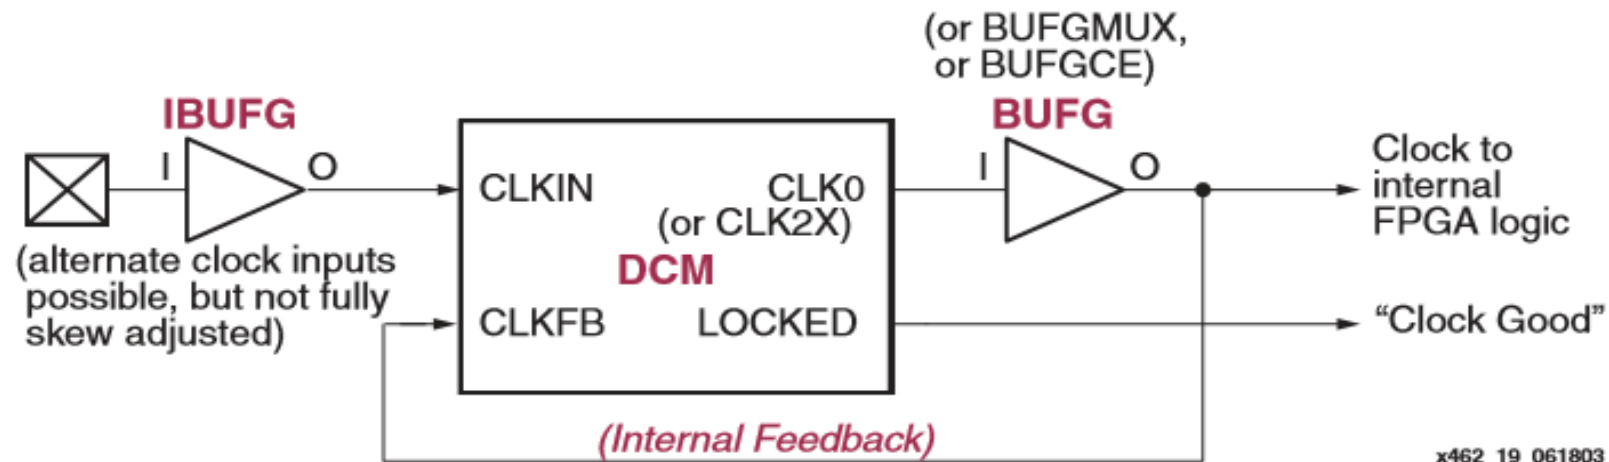 (or BUFGMUX,
or BUFGCE)
IBUFG
BUFG
I
O
CLKIN
CLK0
(or CLK2X)
I
O
Clock to
internal
FPGA logic
(alternate clock inputs
possible, but not fully
skew adjusted)
DCM
CLKFB
LOCKED
“Clock Good”
(Internal Feedback)
x462_19_061803